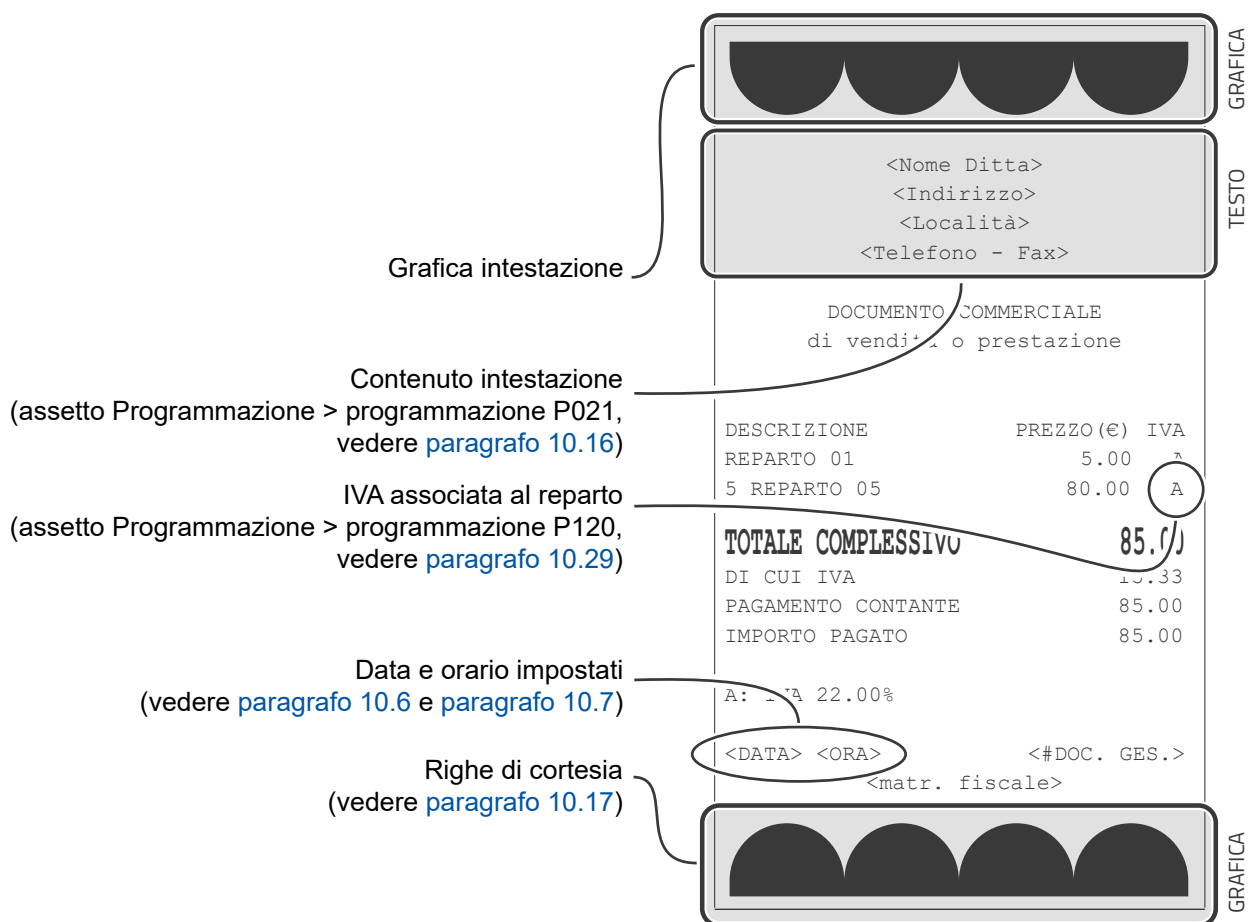 GRAFICA
TESTO
<Nome Ditta>
<Indirizzo>
<Località>
<Telefono - Fax>
Grafica intestazione
DOCUMENTO COMMERCIALE
di vendita o prestazione
Contenuto intestazione
(assetto Programmazione > programmazione P021,
vedere paragrafo 10.16)
DESCRIZIONE PREZZO(€) IVA
REPARTO 01 5.00 A
5 REPARTO 05 80.00 A
IVA associata al reparto
(assetto Programmazione > programmazione P120,
vedere paragrafo 10.29)
TOTALE COMPLESSIVO 85.00
DI CUI IVA 15.33
PAGAMENTO CONTANTE 85.00
IMPORTO PAGATO 85.00
Data e orario impostati
(vedere paragrafo 10.6 e paragrafo 10.7)
A: IVA 22.00%
<DATA> <ORA> <#DOC. GES.>
<matr. fiscale>
Righe di cortesia
(vedere paragrafo 10.17)
GRAFICA